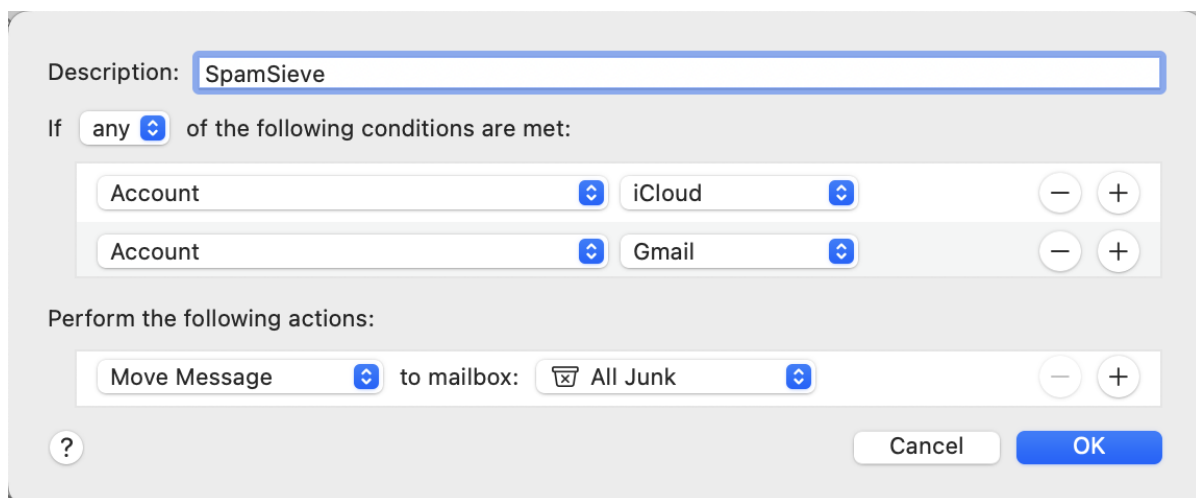 Description: SpamSieve
If any of the following conditions are met:
Account iCloud − +
Account Gmail − +
Perform the following actions:
Move Message to mailbox: All Junk − +
? Cancel OK